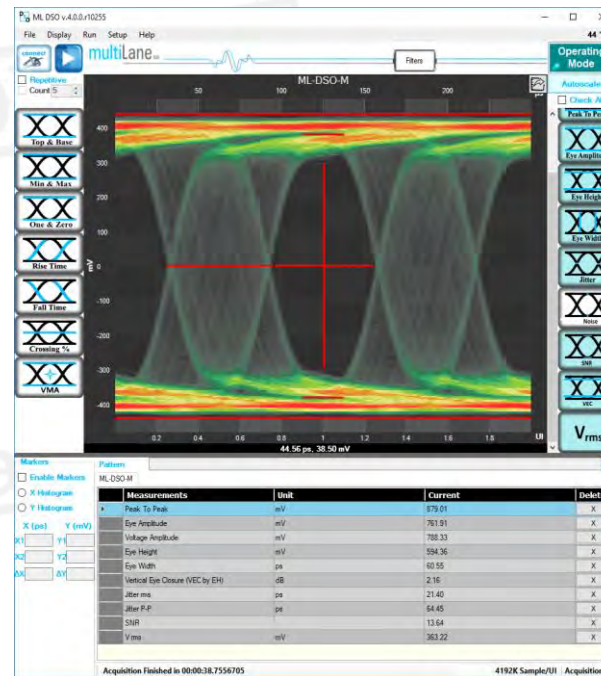 ML DSO v.4.0.0.r10255
File Display Run Setup Help
44
connect
multiLane
Filters
Operating
Mode
Repetitive
Count 5
Autoscale
Check
Peak To Pea
ML-DSO-M
50 100 150 200
400
300
200
100
0
-100
-200
-300
-400
mV
0.2 0.4 0.6 0.8 1 1.2 1.4 1.6 1.8 UI
44.56 ps, 38.50 mV
Top & Base
Min & Max
One & Zero
Rise Time
Fall Time
Crossing %
VMA
Eye Amplitud
Eye Height
Eye Width
Jitter
Noise
SNR
VEC
Vrms
Markers
Enable Markers
X Histogram
Y Histogram
X (ps) Y (mV)
X1 Y1
X2 Y2
ΔX ΔY
Pattern
ML-DSO-M
Measurements Unit Current Delet
Peak To Peak mV 879.01 X
Eye Amplitude mV 761.91 X
Voltage Amplitude mV 788.33 X
Eye Height mV 594.36 X
Eye Width ps 60.55 X
Vertical Eye Closure (VEC by EH) dB 2.16 X
Jitter rms ps 21.40 X
Jitter P-P ps 64.45 X
SNR 13.64 X
V rms mV 363.22 X
Acquisition Finished in 00:00:38.7556705
4192K Sample/UI Acquisition